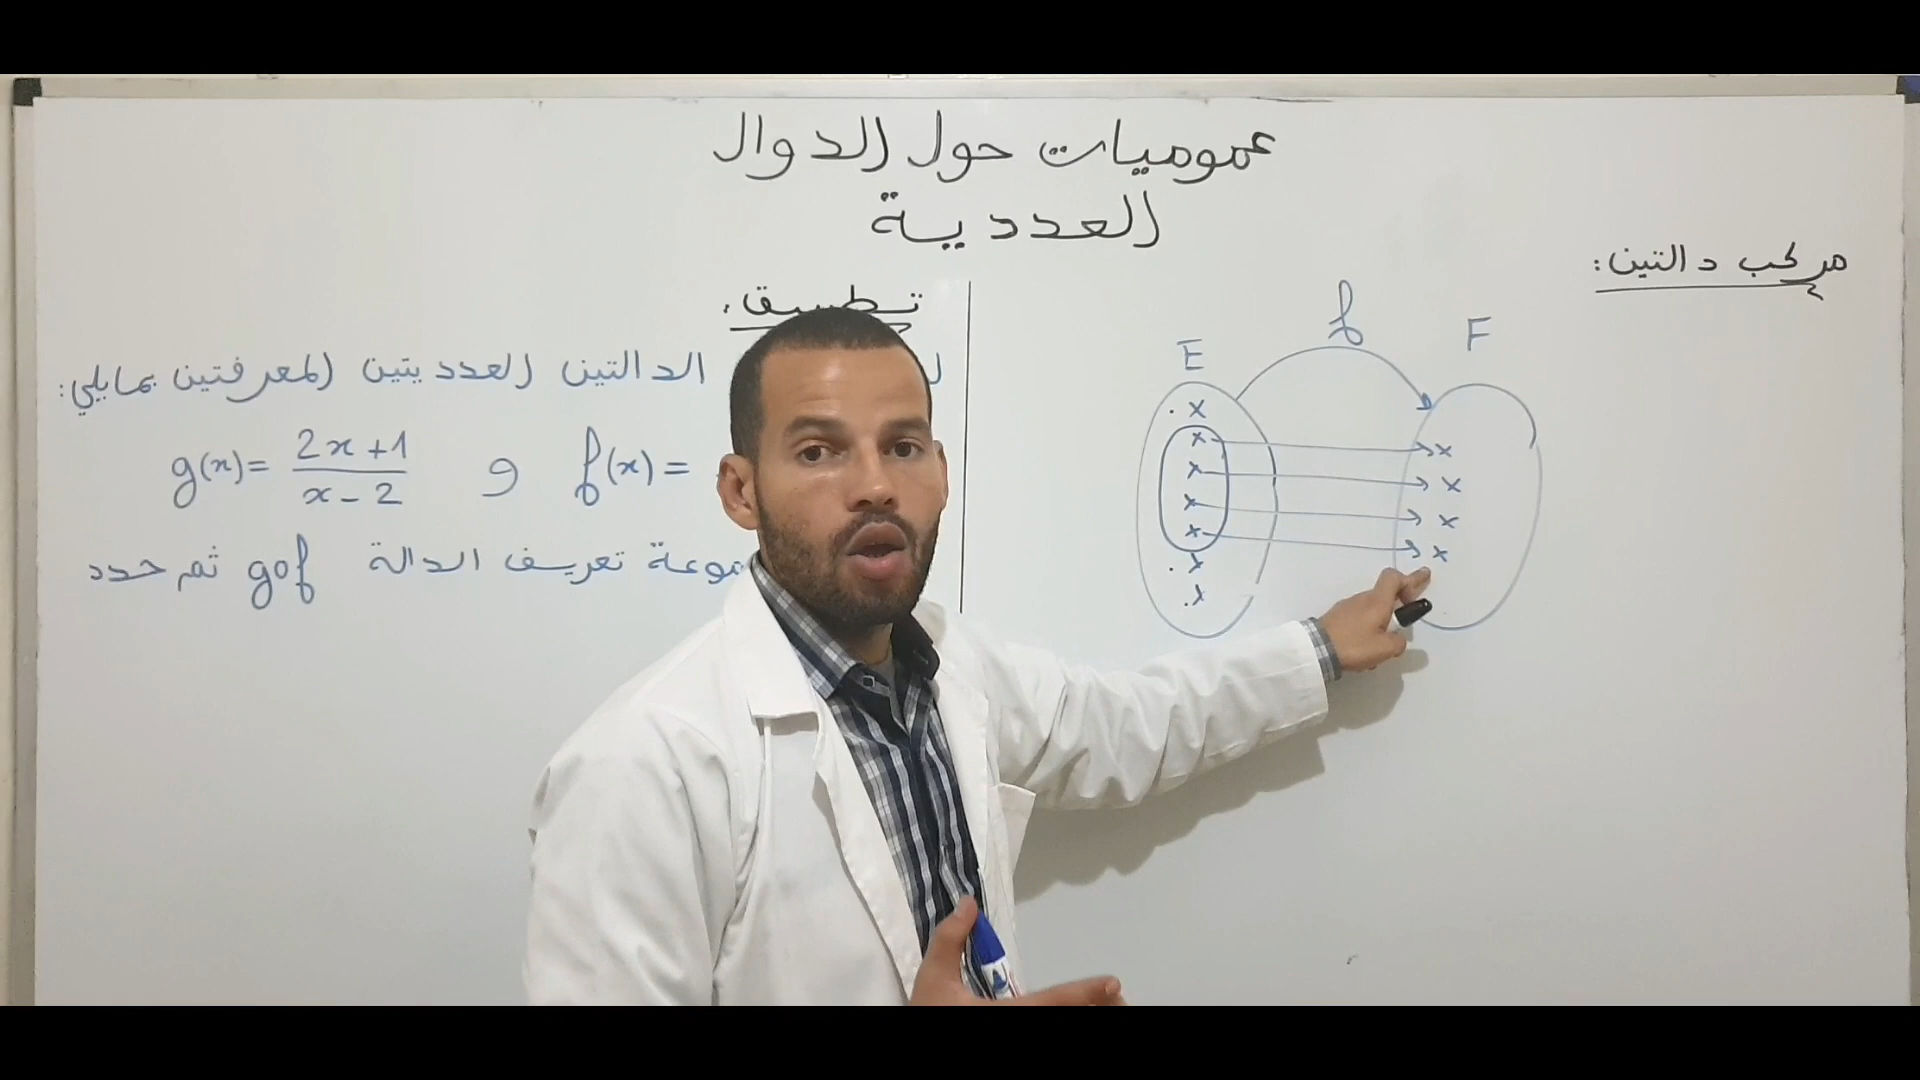 عموميات حول الدوال
العددية
مركب دالتين:
f
E F
x x
x x
x x
x x
x
x
x
تطبيق:
الدالتين العدديتين المعرفتين بمايلي:
f(x) = و g(x) = \frac{2x+1}{x-2}
تعريف الدالة gof ثم حدد